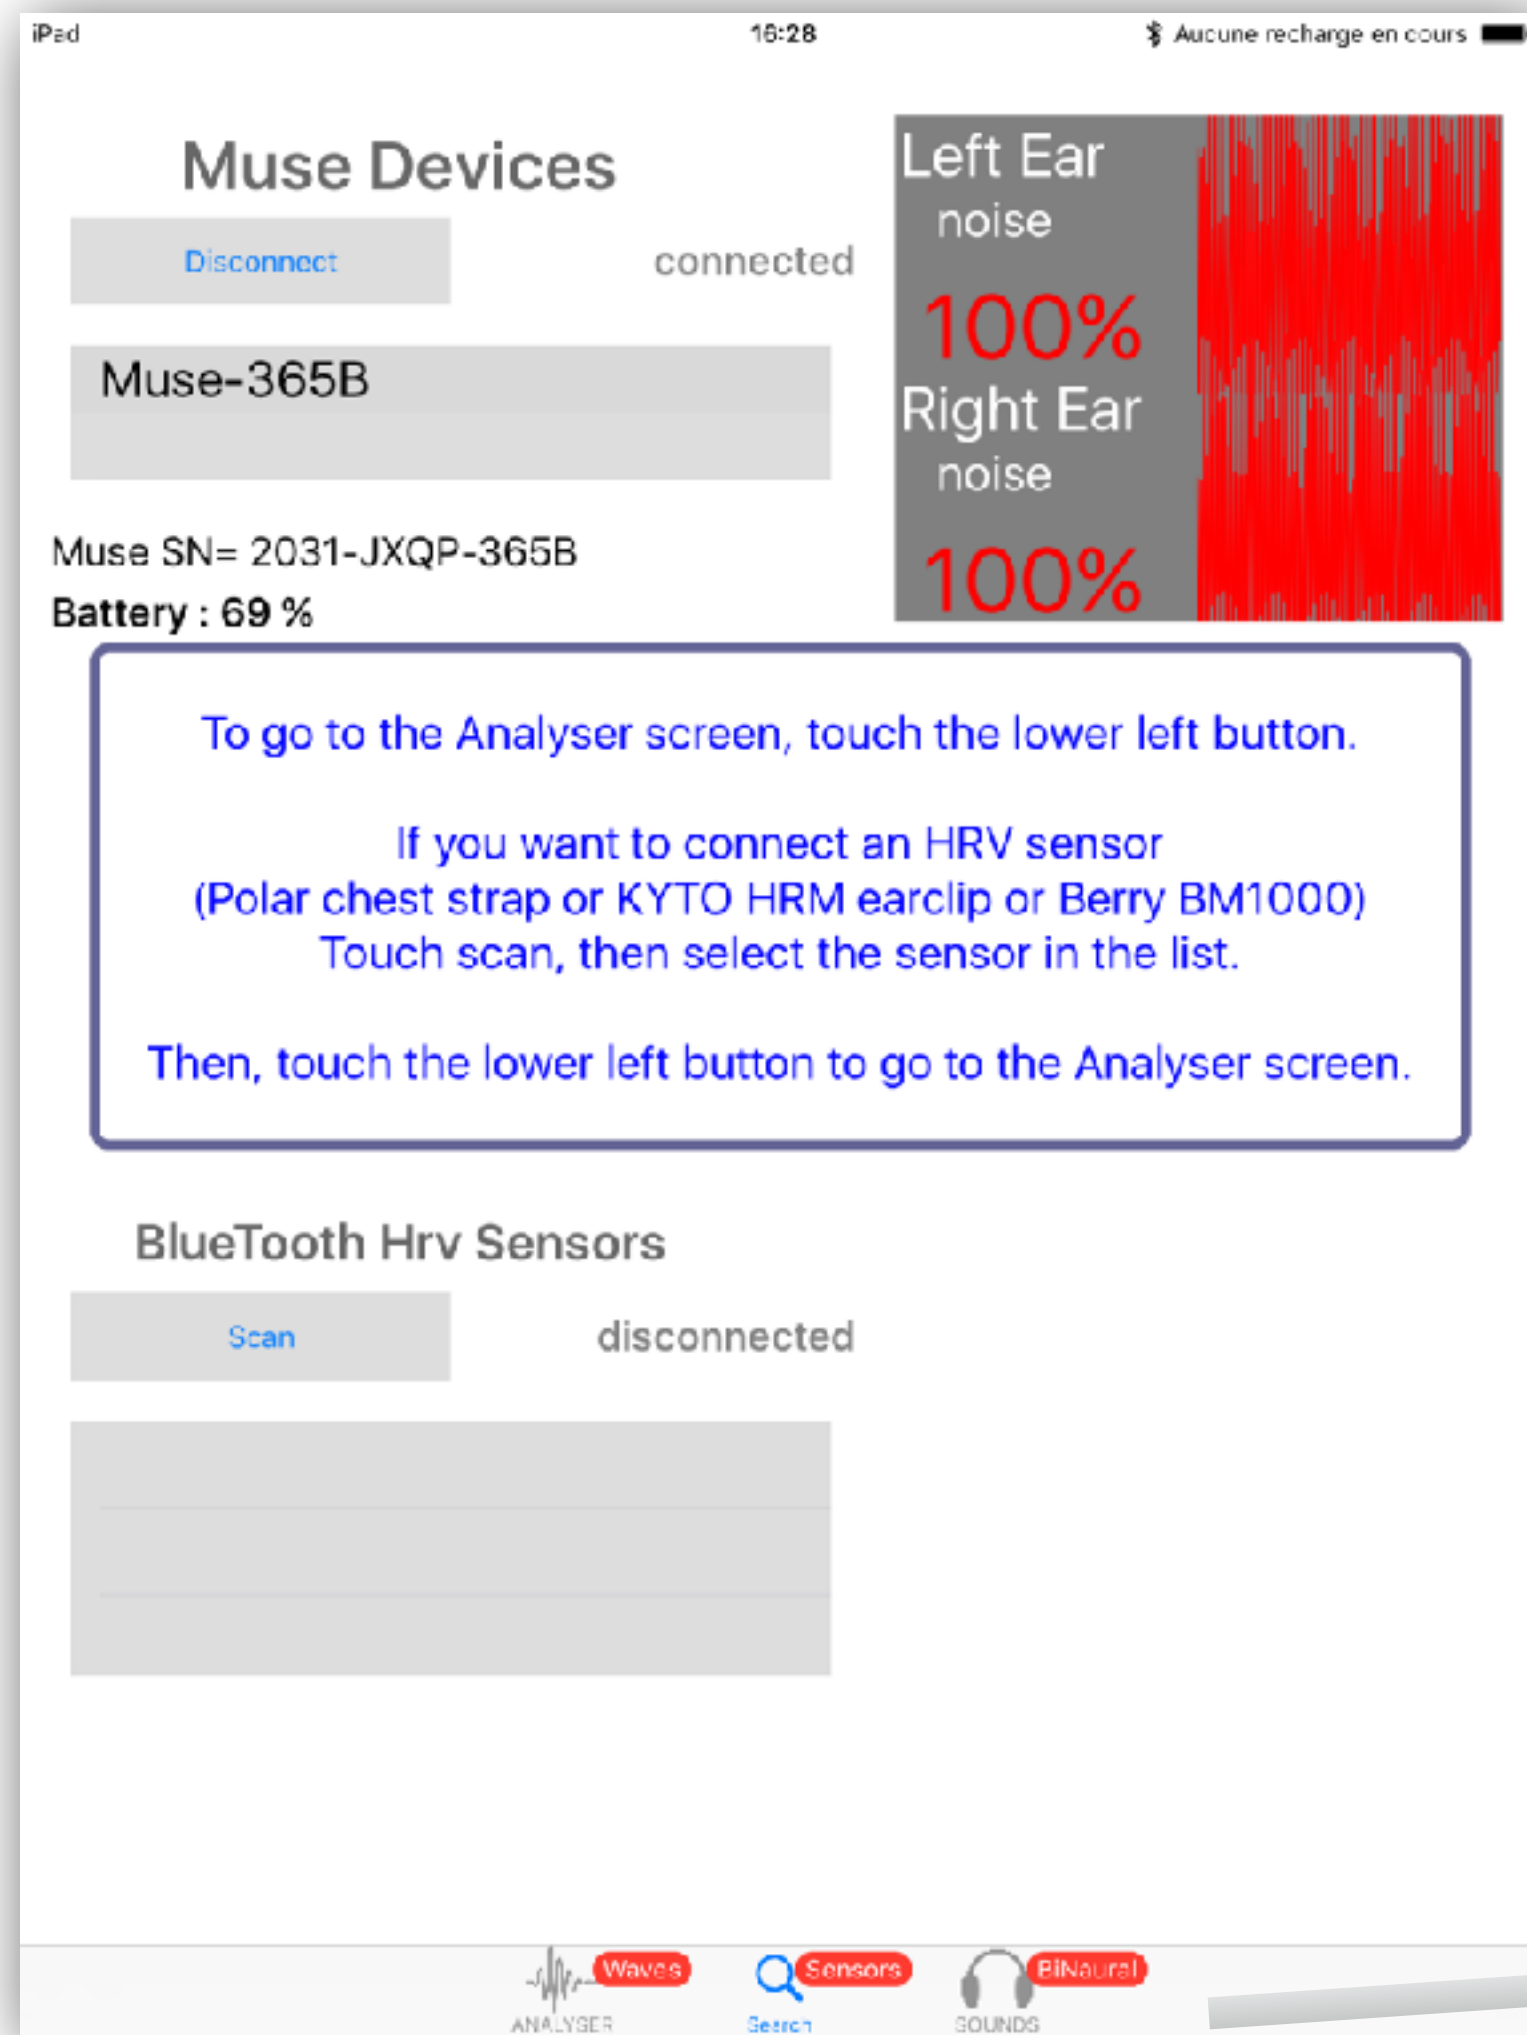 iPad 16:28 Aucune recharge en cours
Muse Devices
Disconnect connected
Muse-365B
Muse SN= 2031-JXQP-365B
Battery : 69 %
Left Ear
noise
100%
Right Ear
noise
100%
To go to the Analyser screen, touch the lower left button.
If you want to connect an HRV sensor
(Polar chest strap or KYTO HRM earclip or Berry BM1000)
Touch scan, then select the sensor in the list.
Then, touch the lower left button to go to the Analyser screen.
BlueTooth Hrv Sensors
Scan disconnected
Waves Sensors BiNaural
ANALYSER Search SOUNDS